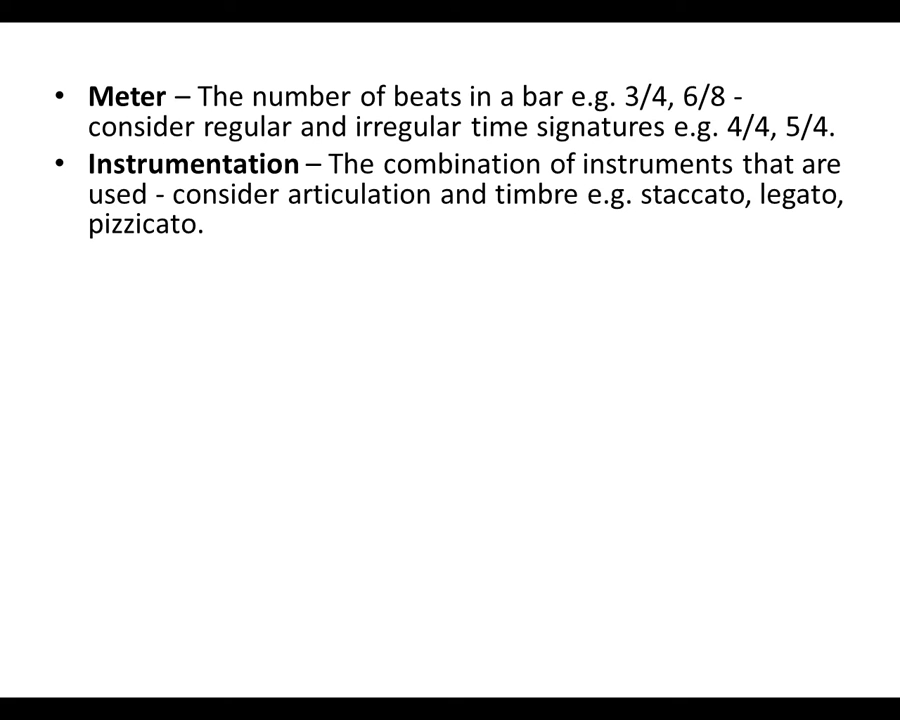 • Meter – The number of beats in a bar e.g. 3/4, 6/8 -
consider regular and irregular time signatures e.g. 4/4, 5/4.
• Instrumentation – The combination of instruments that are
used - consider articulation and timbre e.g. staccato, legato,
pizzicato.